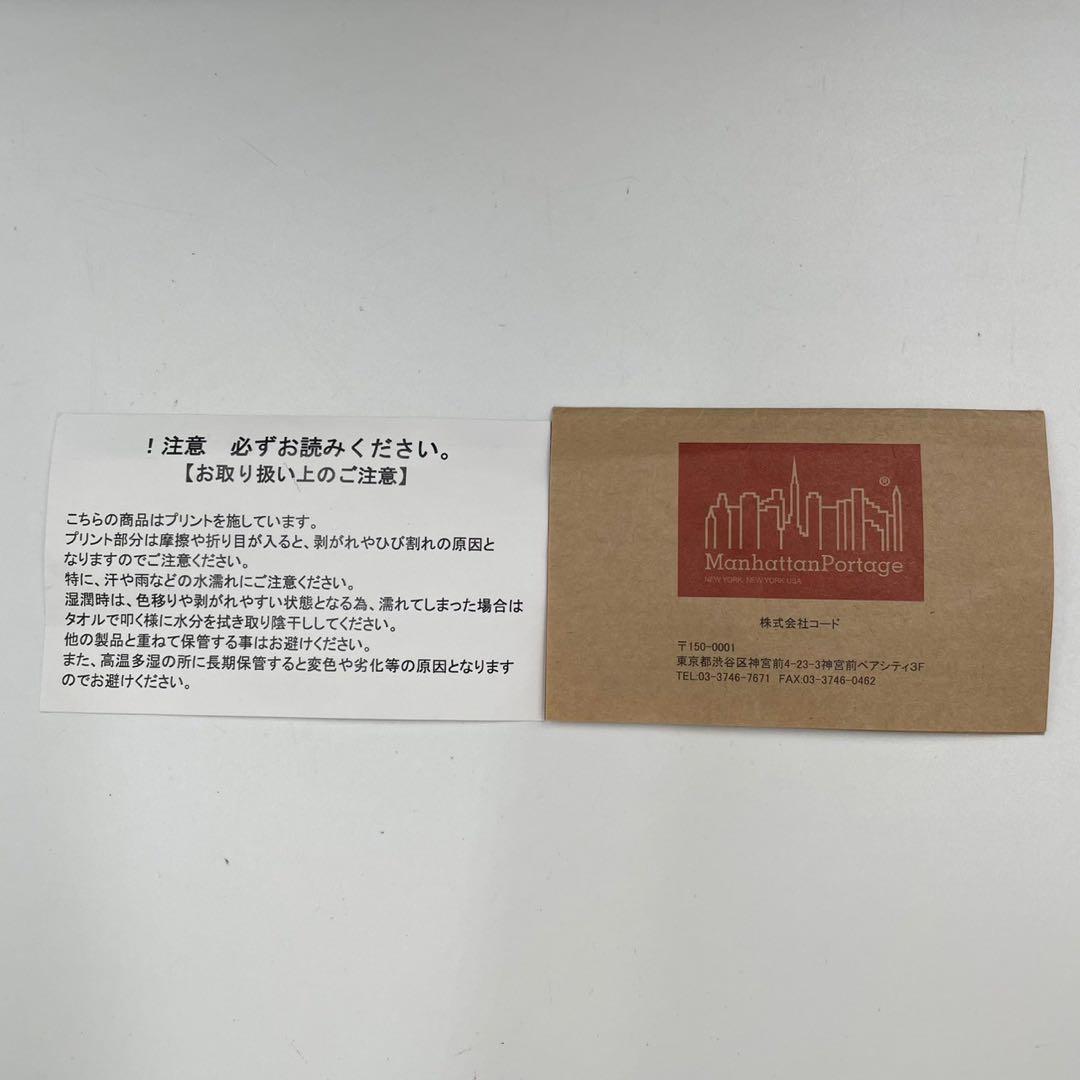 ！注意　必ずお読みください。
【お取り扱い上のご注意】
こちらの商品はプリントを施しています。
プリント部分は摩擦や折り目が入ると、剥がれやひび割れの原因と
なりますのでご注意ください。
特に、汗や雨などの水濡れにご注意ください。
湿潤時は、色移りや剥がれやすい状態となる為、濡れてしまった場合は
タオルで叩く様に水分を拭き取り陰干ししてください。
他の製品と重ねて保管する事はお避けください。
また、高温多湿の所に長期保管すると変色や劣化等の原因となります
のでお避けください。
®
ManhattanPortage
NEW YORK, NEW YORK USA
株式会社コード
〒150-0001
東京都渋谷区神宮前4-23-3神宮前ペアシティ3F
TEL:03-3746-7671 FAX:03-3746-0462